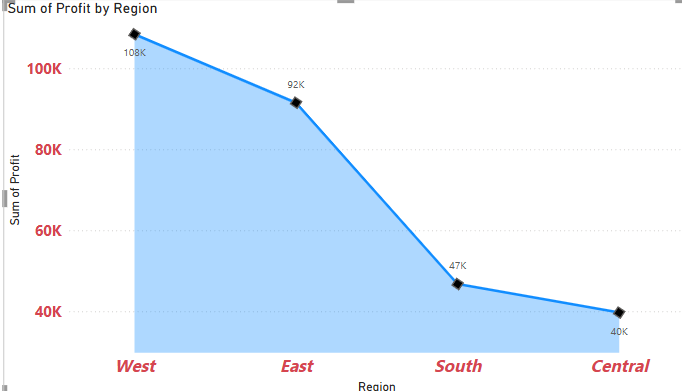 Sum of Profit by Region
108K
100K
92K
80K
Sum of Profit
60K
47K
40K
40K
West East South Central
Region